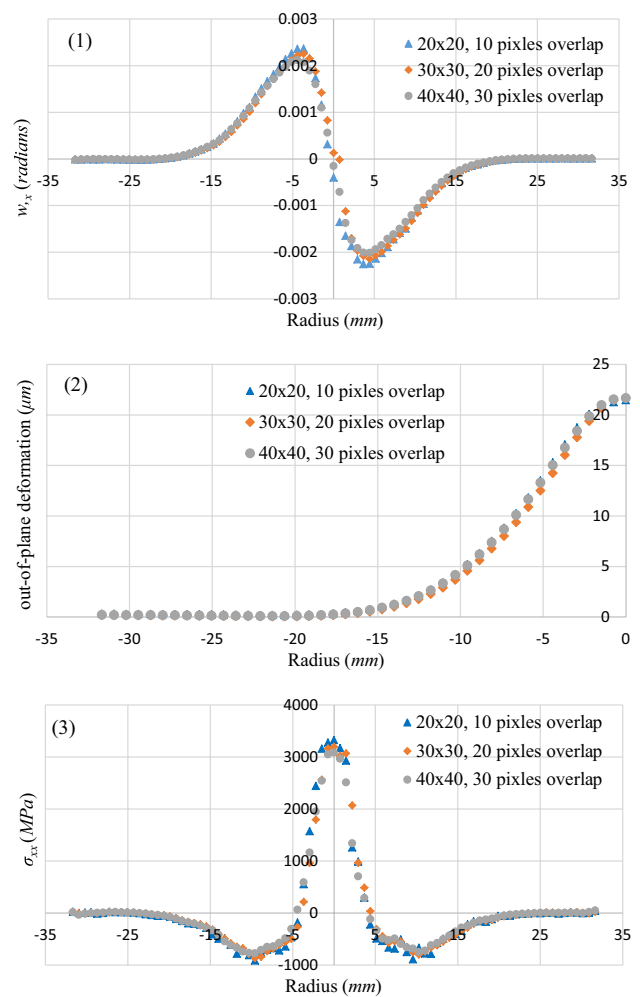 (1)
0.003
0.002
0.001
0
-0.001
-0.002
-0.003
-35 -25 -15 -5 5 15 25 35
w,x (radians)
Radius (mm)
20x20, 10 pixles overlap
30x30, 20 pixles overlap
40x40, 30 pixles overlap
(2)
25
20
15
10
5
0
-35 -30 -25 -20 -15 -10 -5 0
out-of-plane deformation (μm)
Radius (mm)
20x20, 10 pixles overlap
30x30, 20 pixles overlap
40x40, 30 pixles overlap
(3)
4000
3000
2000
1000
0
-1000
-35 -25 -15 -5 5 15 25 35
σxx (MPa)
Radius (mm)
20x20, 10 pixles overlap
30x30, 20 pixles overlap
40x40, 30 pixles overlap